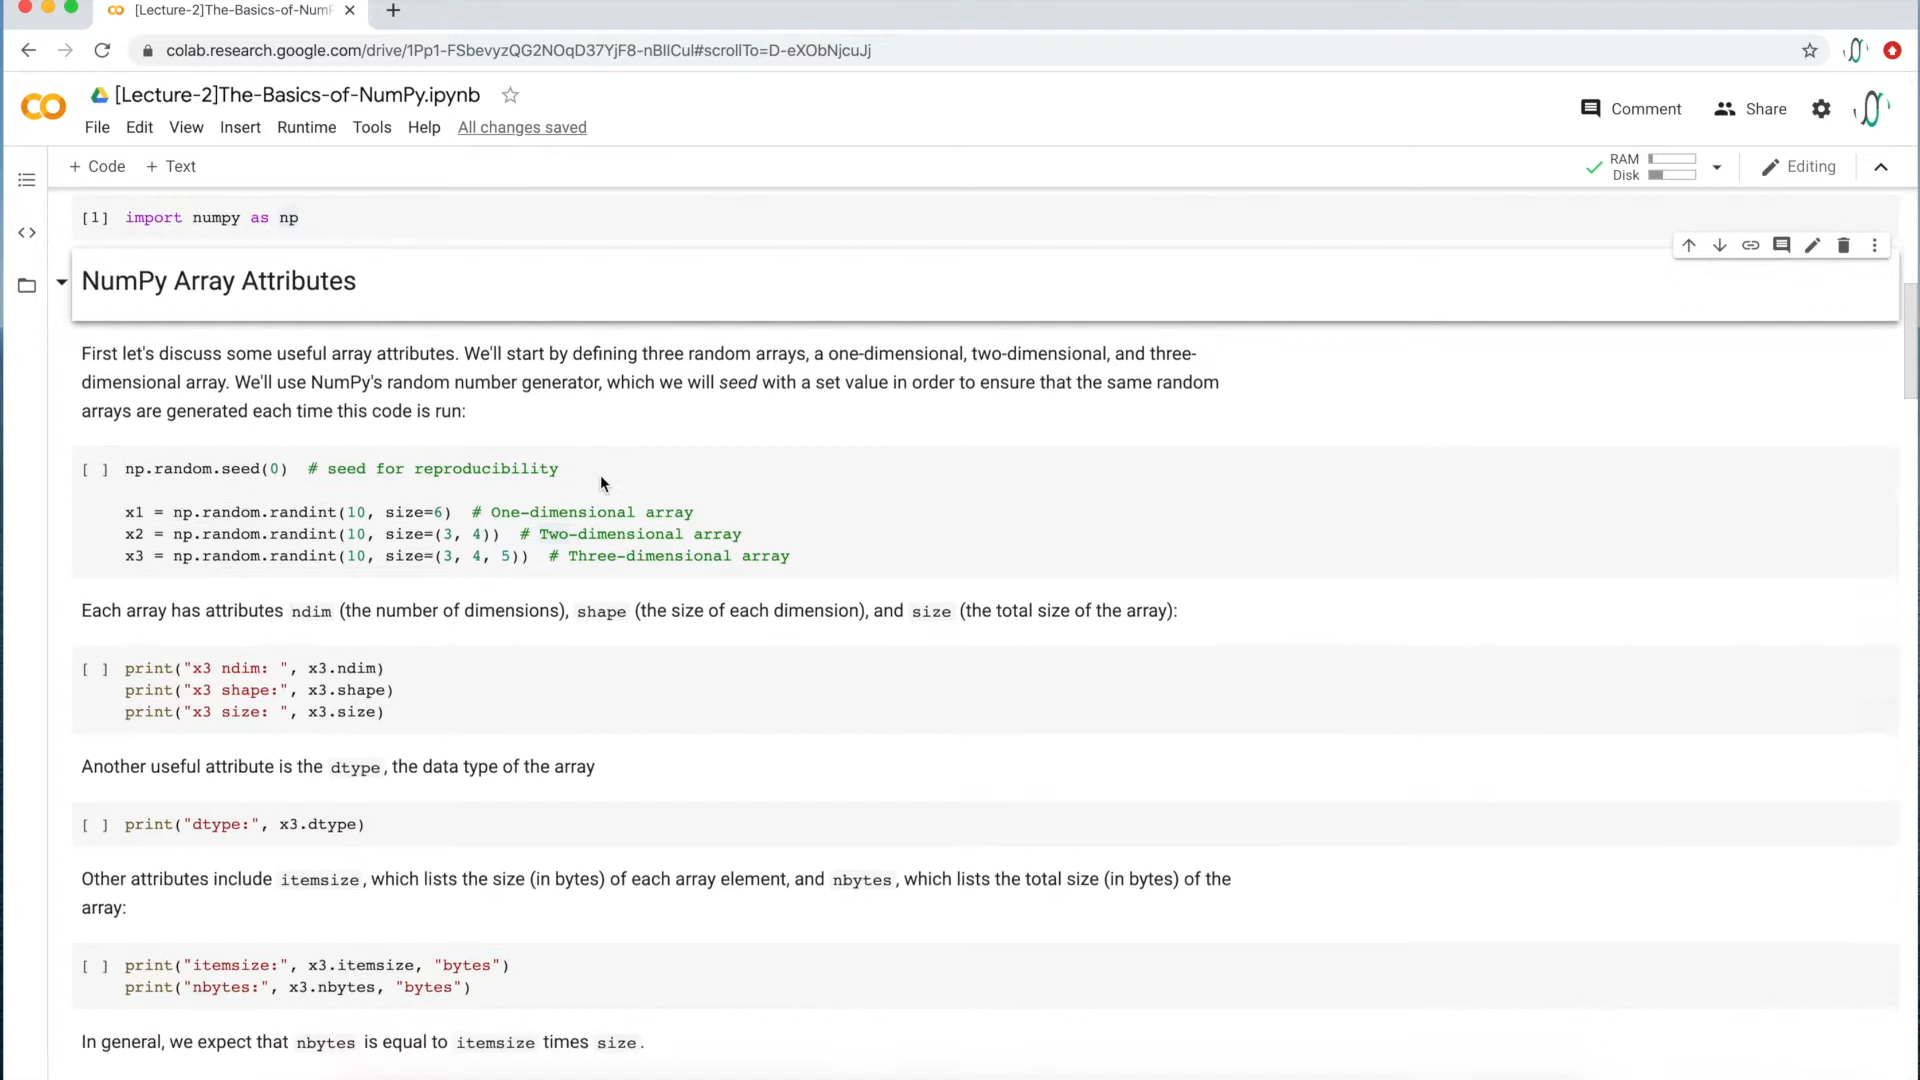 [Lecture-2]The-Basics-of-NumP
colab.research.google.com/drive/1Pp1-FSbevyzQG2NOqD37YjF8-nBllCul#scrollTo=D-eXObNjcuJj
[Lecture-2]The-Basics-of-NumPy.ipynb
Comment
Share
File Edit View Insert Runtime Tools Help All changes saved
+ Code + Text
RAM
Disk
Editing
[1] import numpy as np
NumPy Array Attributes
First let's discuss some useful array attributes. We'll start by defining three random arrays, a one-dimensional, two-dimensional, and three-
dimensional array. We'll use NumPy's random number generator, which we will seed with a set value in order to ensure that the same random
arrays are generated each time this code is run:
[ ] np.random.seed(0)  # seed for reproducibility
x1 = np.random.randint(10, size=6)  # One-dimensional array
x2 = np.random.randint(10, size=(3, 4))  # Two-dimensional array
x3 = np.random.randint(10, size=(3, 4, 5))  # Three-dimensional array
Each array has attributes ndim (the number of dimensions), shape (the size of each dimension), and size (the total size of the array):
[ ] print("x3 ndim: ", x3.ndim)
print("x3 shape:", x3.shape)
print("x3 size: ", x3.size)
Another useful attribute is the dtype, the data type of the array
[ ] print("dtype:", x3.dtype)
Other attributes include itemsize, which lists the size (in bytes) of each array element, and nbytes, which lists the total size (in bytes) of the
array:
[ ] print("itemsize:", x3.itemsize, "bytes")
print("nbytes:", x3.nbytes, "bytes")
In general, we expect that nbytes is equal to itemsize times size.